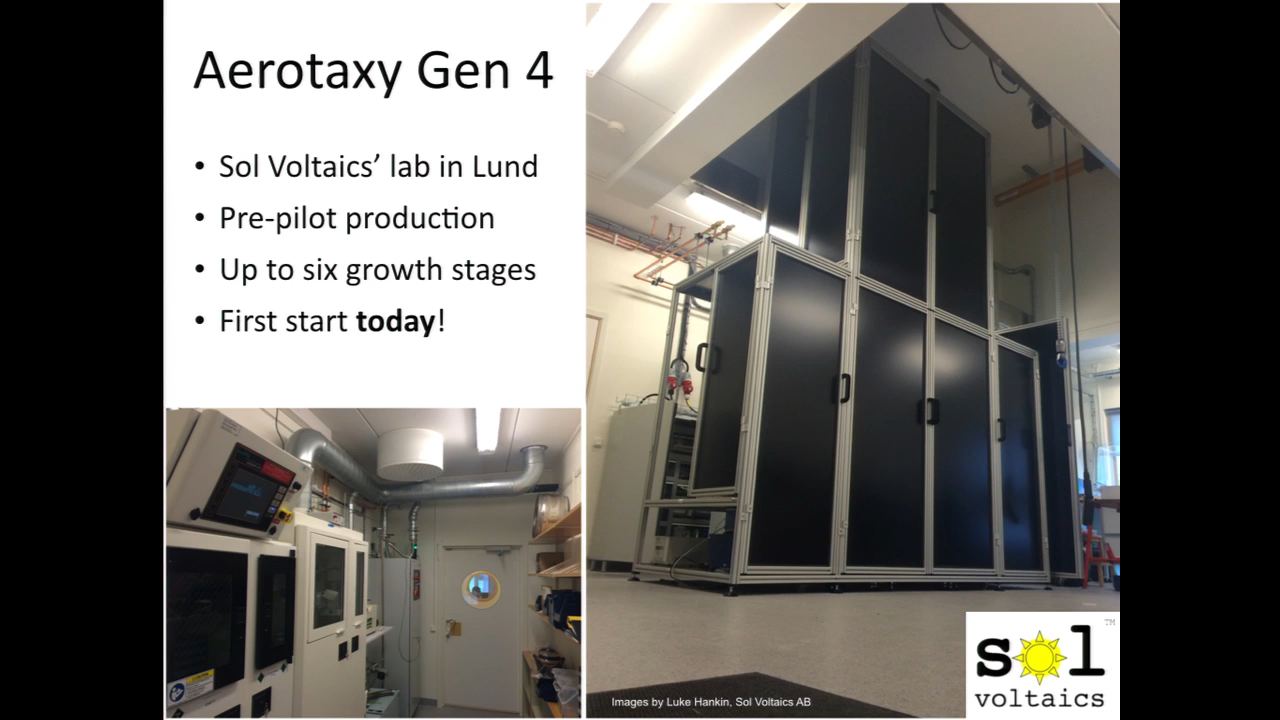 Aerotaxy Gen 4
• Sol Voltaics’ lab in Lund
• Pre-pilot production
• Up to six growth stages
• First start today!
Images by Luke Hankin, Sol Voltaics AB
sol TM
voltaics